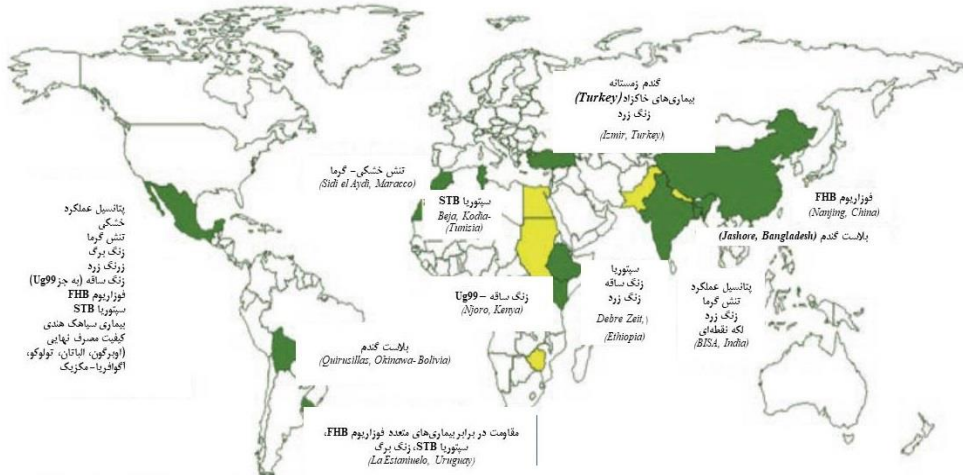 گندم زمستانه
بیماری‌های خاکزاد (Turkey)
زنگ زرد
(Izmir, Turkey)
تنش خشکی- گرما
(Sidi el Aydi, Maracco)
سپتوریا STB
Beja, Kodia-
(Tunizia)
فوزاریوم FHB
(Nanjing, China)
بلاست گندم (Jashore, Bangladesh)
پتانسیل عملکرد
خشکی
تنش گرما
زنگ برگ
زرنگ زرد
زنگ ساقه (به جز Ug99)
فوزاریوم FHB
سپتوریا STB
بیماری سیاهک هندی
کیفیت مصرف نهایی
(اوبرگون، الباتان، تولوکو،
آگوافریا-مکزیک
زنگ ساقه – Ug99
(Njoro, Kenya)
سپتوریا
زنگ ساقه
زنگ زرد
Debre Zeit,)
(Ethiopia)
پتانسیل عملکرد
تنش گرما
زنگ زرد
لکه نقطه‌ای
(BISA, India)
بلاست گندم
(Quirusillas, Okinawa-Bolivia)
مقاومت در برابر بیماری‌های متعدد فوزاریوم FHB،
سپتوریا STB، زنگ برگ
(La Estanhuelo, Uruguay)